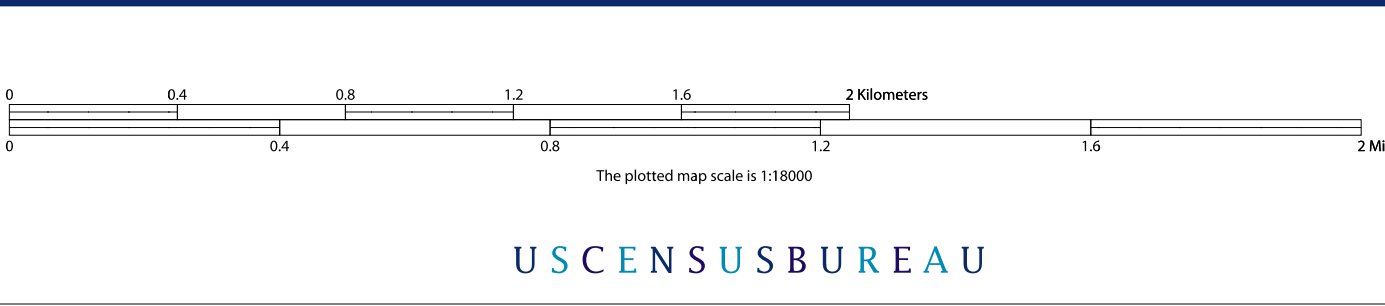 0 0.4 0.8 1.2 1.6 2 Kilometers
0 0.4 0.8 1.2 1.6 2 Mi
The plotted map scale is 1:18000
USCENSUSBUREAU